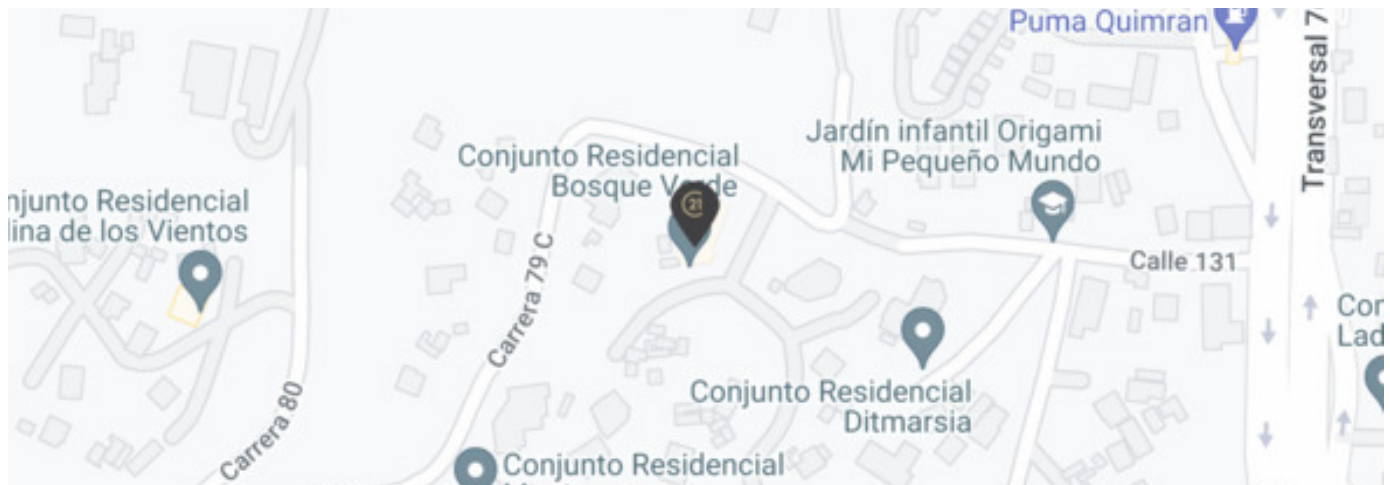 Puma Quimran
Transversal 7
Jardín infantil Origami
Mi Pequeño Mundo
Conjunto Residencial
Bosque Verde
21
njunto Residencial
lina de los Vientos
Calle 131
Carrera 79 C
Conjunto Residencial
Ditmarsia
Carrera 80
Conjunto Residencial
Con
Lad